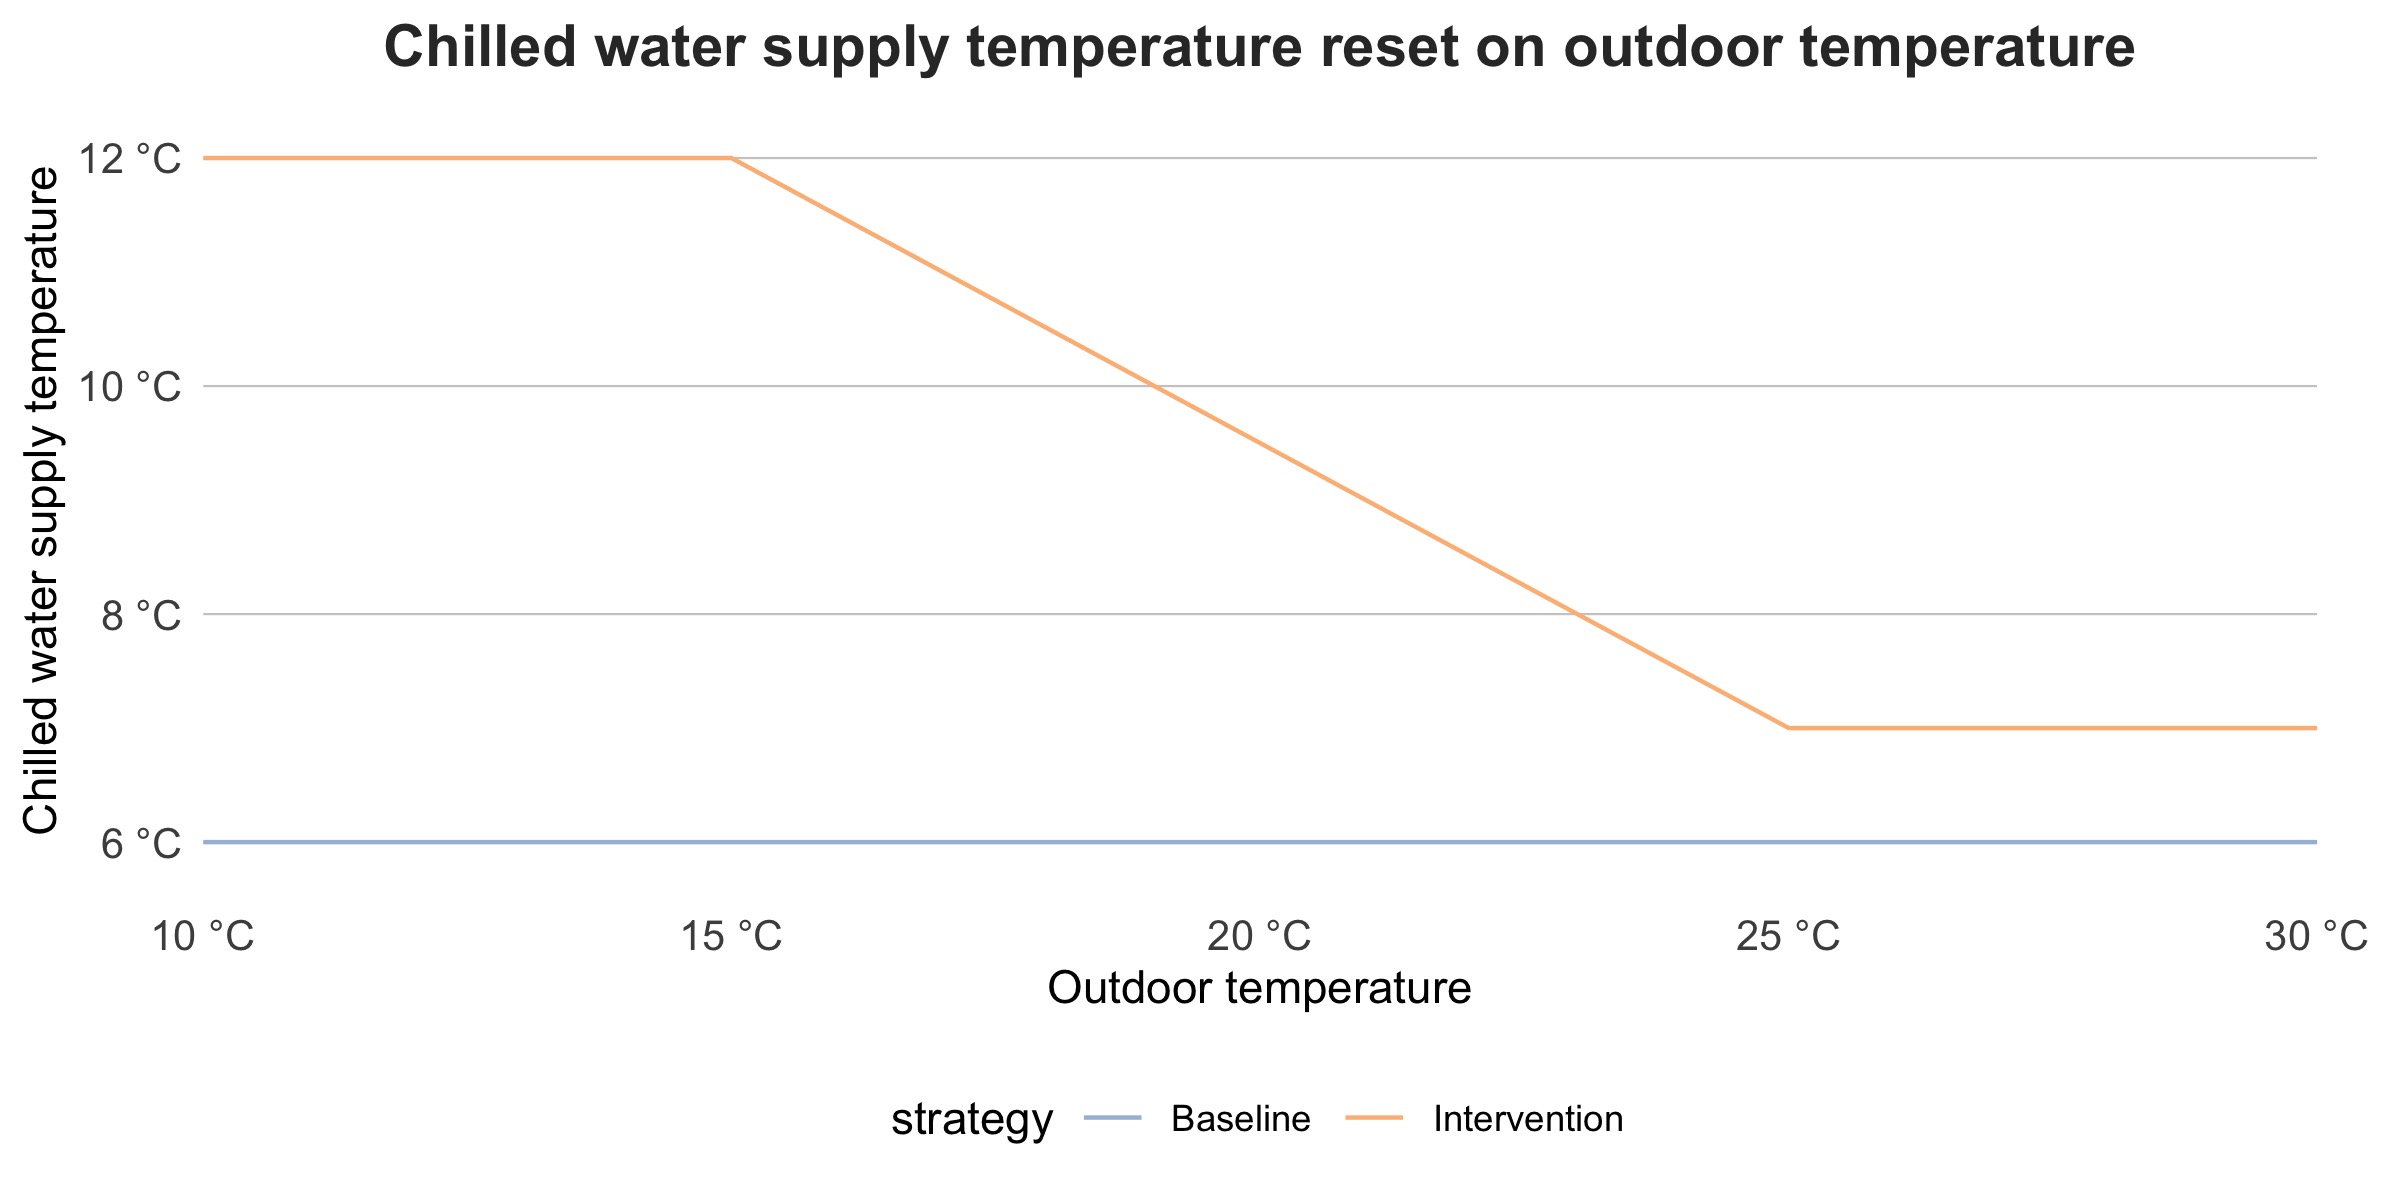 Chilled water supply temperature reset on outdoor temperature
Chilled water supply temperature
12 °C
10 °C
8 °C
6 °C
10 °C 15 °C 20 °C 25 °C 30 °C
Outdoor temperature
strategy Baseline Intervention